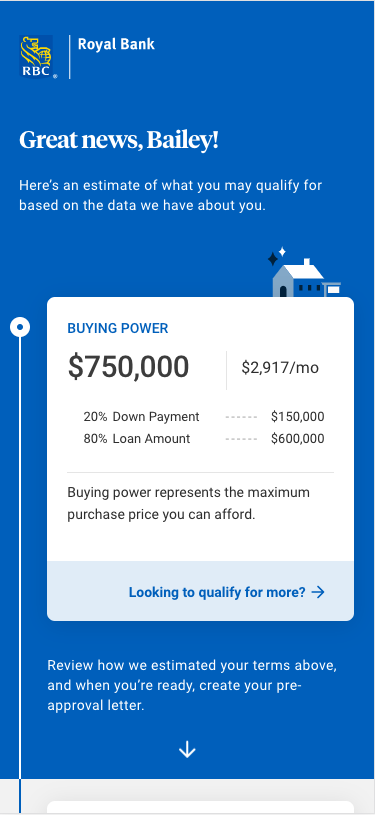 Royal Bank
RBC
®
Great news, Bailey!
Here’s an estimate of what you may qualify for
based on the data we have about you.
BUYING POWER
$750,000
$2,917/mo
20% Down Payment ------ $150,000
80% Loan Amount ------ $600,000
Buying power represents the maximum
purchase price you can afford.
Looking to qualify for more? →
Review how we estimated your terms above,
and when you’re ready, create your pre-
approval letter.